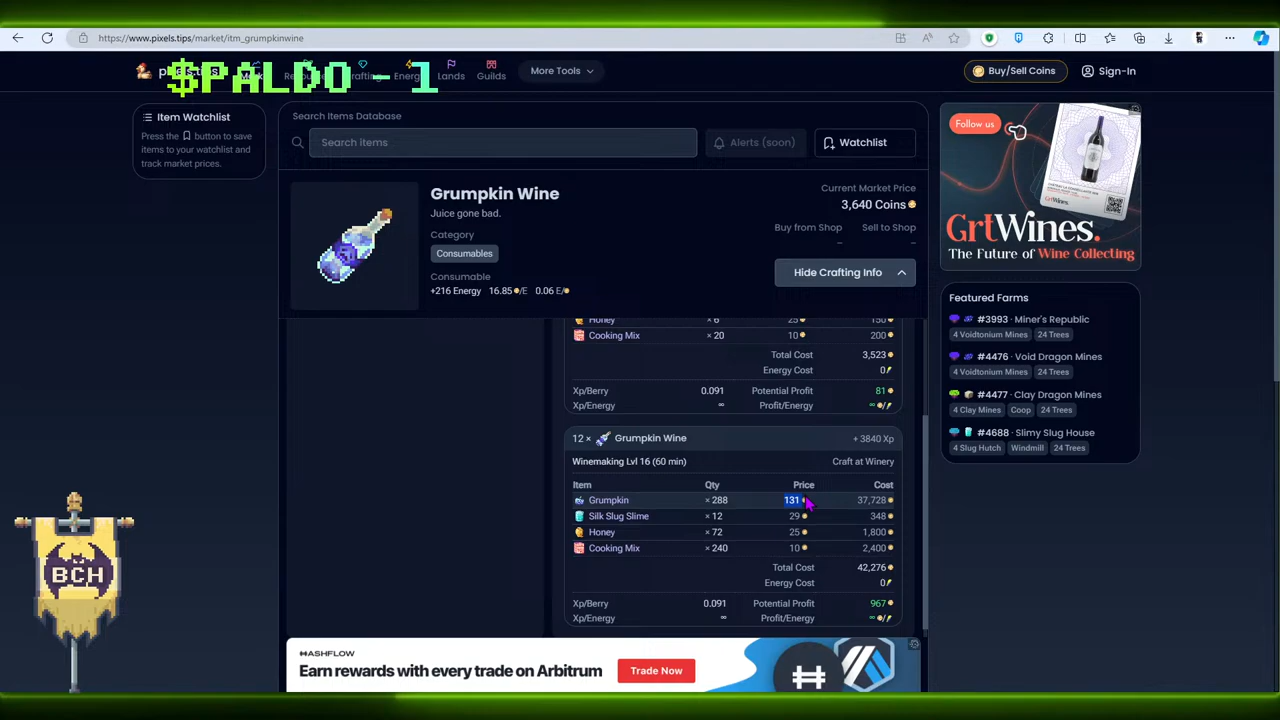 https://www.pixels.tips/market/itm_grumpkinwine
$PALDO-1
Lands
Guilds
More Tools
Buy/Sell Coins
Sign-In
Item Watchlist
Press the button to save
items to your watchlist and
track market prices.
Search Items Database
Search items
Alerts (soon)
Watchlist
Grumpkin Wine
Juice gone bad.
Category
Consumables
Consumable
+216 Energy 16.85 /E 0.06 E/
Current Market Price
3,640 Coins
Buy from Shop Sell to Shop
– –
Hide Crafting Info
Honey × 6 25 150
Cooking Mix × 20 10 200
Total Cost 3,523
Energy Cost 0
Xp/Berry 0.091 Potential Profit 81
Xp/Energy ∞ Profit/Energy ∞ /
12 × Grumpkin Wine + 3840 Xp
Winemaking Lvl 16 (60 min) Craft at Winery
Item Qty Price Cost
Grumpkin × 288 131 37,728
Silk Slug Slime × 12 29 348
Honey × 72 25 1,800
Cooking Mix × 240 10 2,400
Total Cost 42,276
Energy Cost 0
Xp/Berry 0.091 Potential Profit 967
Xp/Energy ∞ Profit/Energy ∞ /
Follow us
GrtWines.
The Future of Wine Collecting
Featured Farms
#3993 · Miner's Republic
4 Voidtonium Mines 24 Trees
#4476 · Void Dragon Mines
4 Voidtonium Mines 24 Trees
#4477 · Clay Dragon Mines
4 Clay Mines Coop 24 Trees
#4688 · Slimy Slug House
4 Slug Hutch Windmill 24 Trees
BCH
HASHFLOW
Earn rewards with every trade on Arbitrum
Trade Now